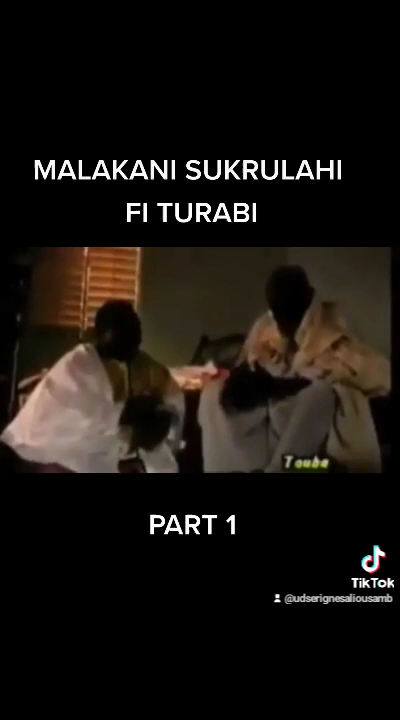 MALAKANI SUKRULAHI
FI TURABI
Touba
PART 1
TikTok
@udserignesaliousamb